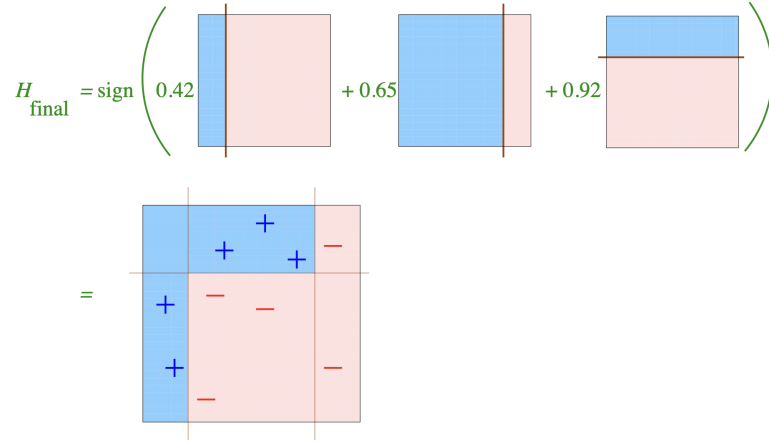 H final = sign ( 0.42 + 0.65 + 0.92 )
+
+ −
+ +
= + − −
+ −
−